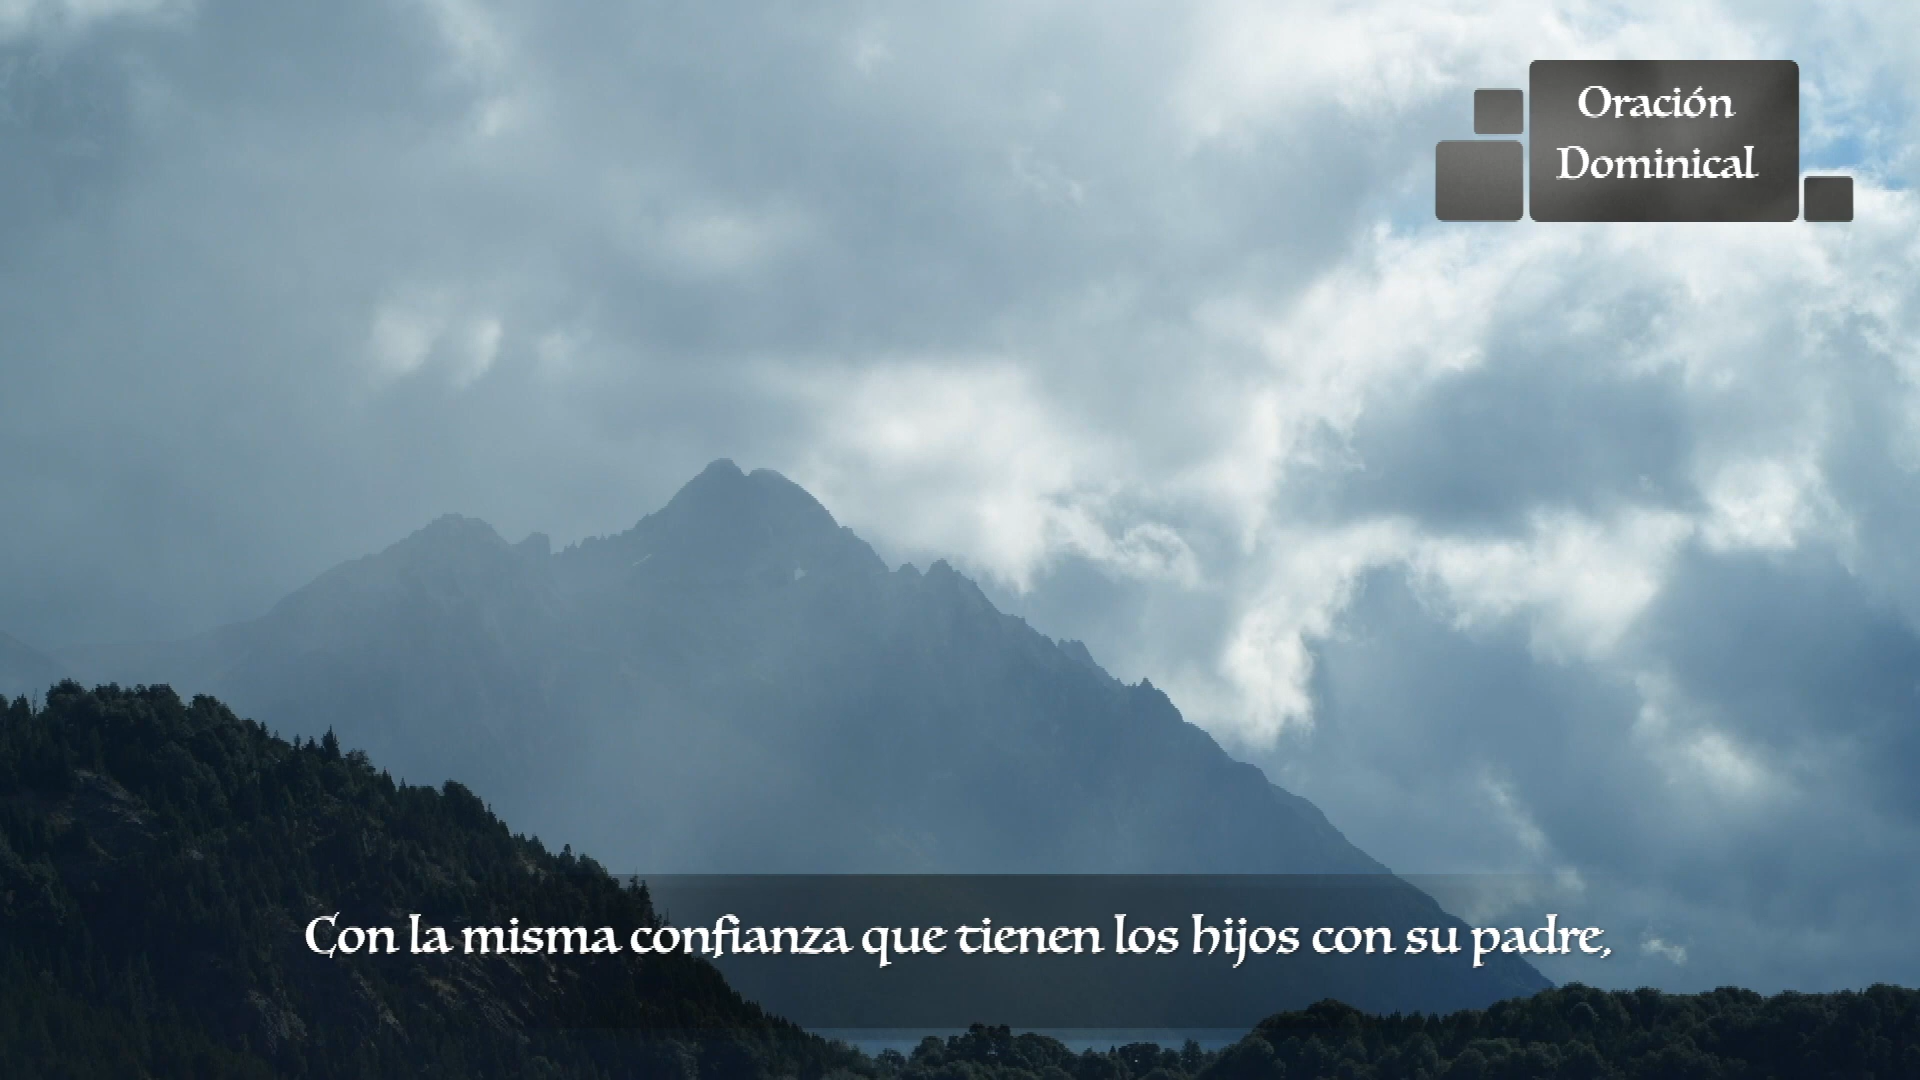 Oración
Dominical
Con la misma confianza que tienen los hijos con su padre,